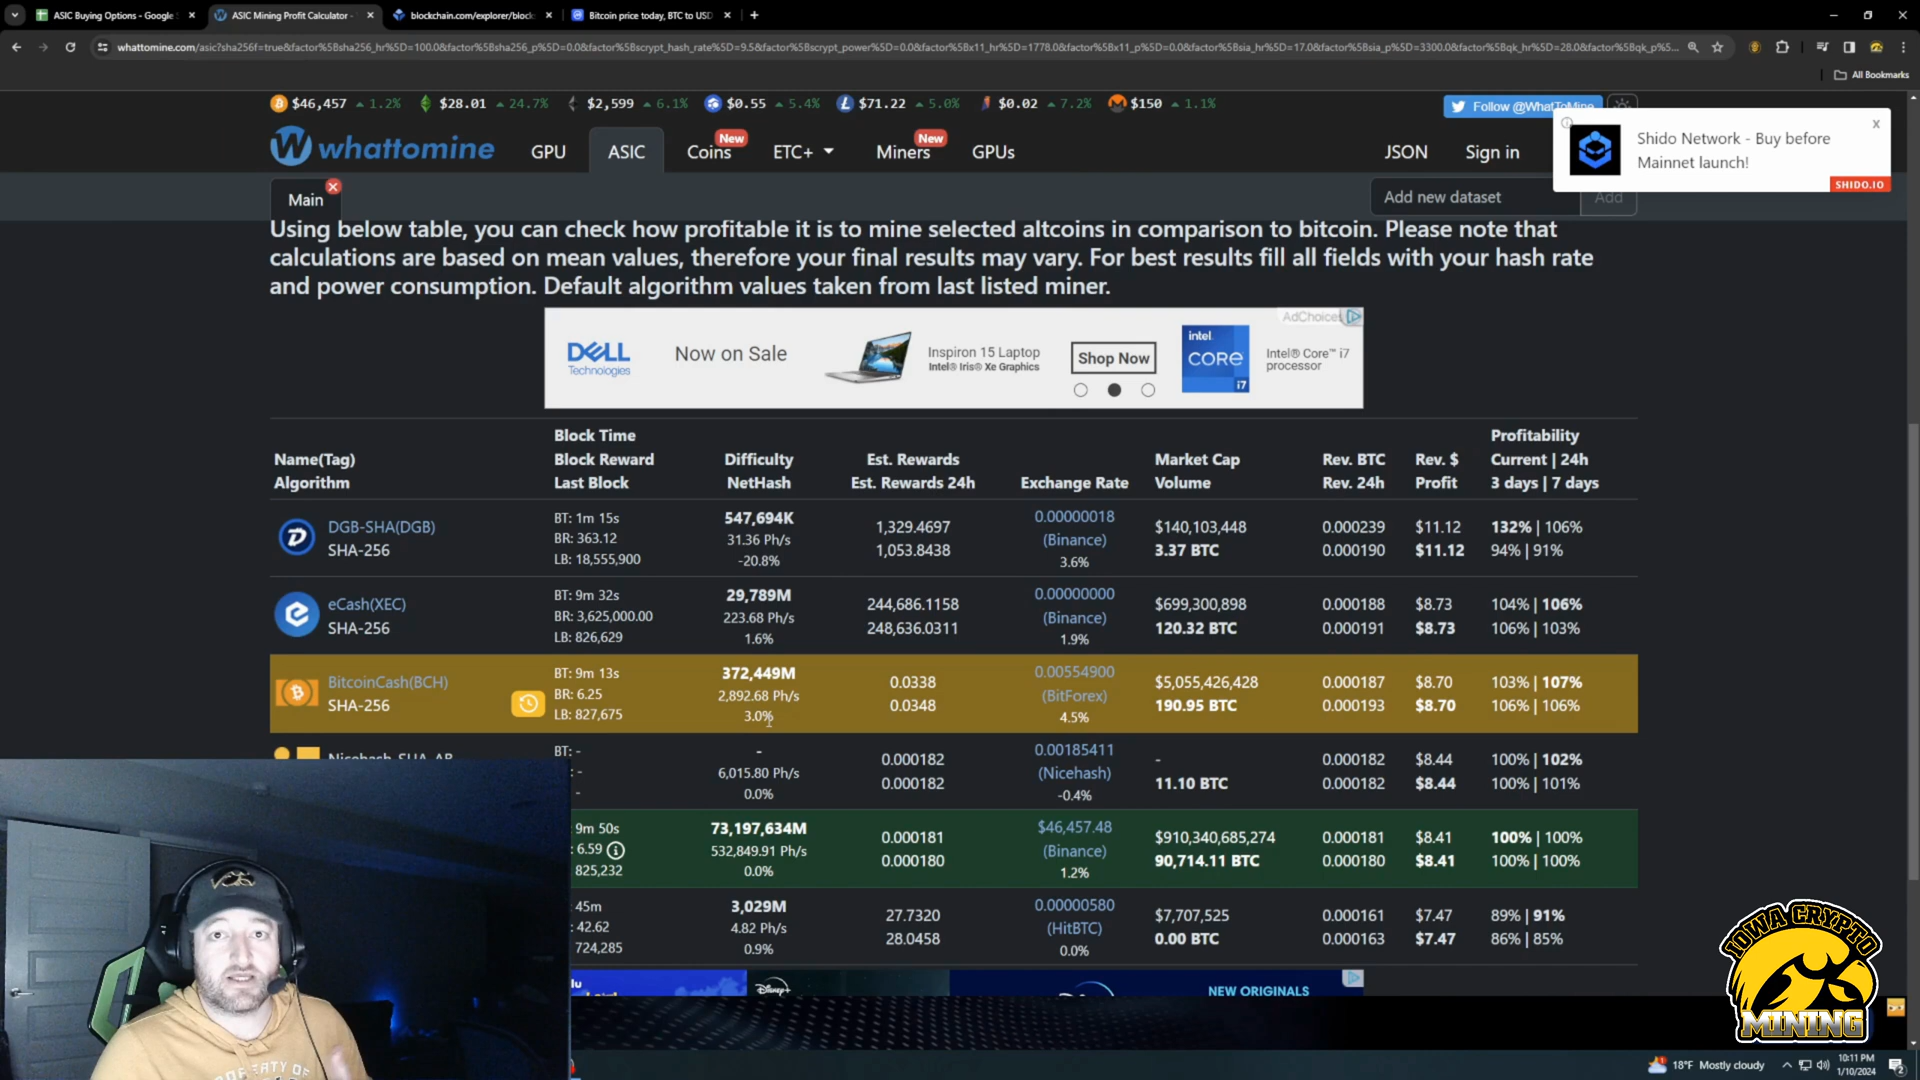 ASIC Buying Options - Google
ASIC Mining Profit Calculator -
blockchain.com/explorer/block
Bitcoin price today, BTC to USD
whattomine.com/asic?sha256f=true&factor%5Bsha256_hr%5D=100.0&factor%5Bsha256_p%5D=0.0&factor%5Bscrypt_hash_rate%5D=9.5&factor%5Bscrypt_power%5D=0.0&factor%5Bx11_hr%5D=1778.0&factor%5Bx11_p%5D=0.0&factor%5Bsia_hr%5D=17.0&factor%5Bsia_p%5D=3300.0&factor%5Bqk_hr%5D=28.0&factor%5Bqk_p%5...
All Bookmarks
$46,457 1.2% $28.01 24.7% $2,599 6.1% $0.55 5.4% $71.22 5.0% $0.02 7.2% $150 1.1%
Follow @WhatToMine
whattomine
GPU
ASIC
Coins New
ETC+
Miners New
GPUs
JSON
Sign in
Shido Network - Buy before
Mainnet launch!
SHIDO.IO
X
Main
Add new dataset
Add
Using below table, you can check how profitable it is to mine selected altcoins in comparison to bitcoin. Please note that
calculations are based on mean values, therefore your final results may vary. For best results fill all fields with your hash rate
and power consumption. Default algorithm values taken from last listed miner.
AdChoices
DELL
Technologies
Now on Sale
Inspiron 15 Laptop
Intel® Iris® Xe Graphics
Shop Now
intel.
CORE
i7
Intel® Core™ i7
processor
Name(Tag)
Algorithm
Block Time
Block Reward
Last Block
Difficulty
NetHash
Est. Rewards
Est. Rewards 24h
Exchange Rate
Market Cap
Volume
Rev. BTC
Rev. 24h
Rev. $
Profit
Profitability
Current | 24h
3 days | 7 days
DGB-SHA(DGB)
SHA-256
BT: 1m 15s
BR: 363.12
LB: 18,555,900
547,694K
31.36 Ph/s
-20.8%
1,329.4697
1,053.8438
0.00000018
(Binance)
3.6%
$140,103,448
3.37 BTC
0.000239
0.000190
$11.12
$11.12
132% | 106%
94% | 91%
eCash(XEC)
SHA-256
BT: 9m 32s
BR: 3,625,000.00
LB: 826,629
29,789M
223.68 Ph/s
1.6%
244,686.1158
248,636.0311
0.00000000
(Binance)
1.9%
$699,300,898
120.32 BTC
0.000188
0.000191
$8.73
$8.73
104% | 106%
106% | 103%
BitcoinCash(BCH)
SHA-256
BT: 9m 13s
BR: 6.25
LB: 827,675
372,449M
2,892.68 Ph/s
3.0%
0.0338
0.0348
0.00554900
(BitForex)
4.5%
$5,055,426,428
190.95 BTC
0.000187
0.000193
$8.70
$8.70
103% | 107%
106% | 106%
Nicehash-SHA-AB
BT: -
: -
-
-
6,015.80 Ph/s
0.0%
0.000182
0.000182
0.00185411
(Nicehash)
-0.4%
-
11.10 BTC
0.000182
0.000182
$8.44
$8.44
100% | 102%
100% | 101%
9m 50s
: 6.59
825,232
73,197,634M
532,849.91 Ph/s
0.0%
0.000181
0.000180
$46,457.48
(Binance)
1.2%
$910,340,685,274
90,714.11 BTC
0.000181
0.000180
$8.41
$8.41
100% | 100%
100% | 100%
: 45m
: 42.62
724,285
3,029M
4.82 Ph/s
0.9%
27.7320
28.0458
0.00000580
(HitBTC)
0.0%
$7,707,525
0.00 BTC
0.000161
0.000163
$7.47
$7.47
89% | 91%
86% | 85%
lu
Disney+
NEW ORIGINALS
PROPERTY OF
IOWA CRYPTO
MINING
18°F Mostly cloudy
10:11 PM
1/10/2024
2